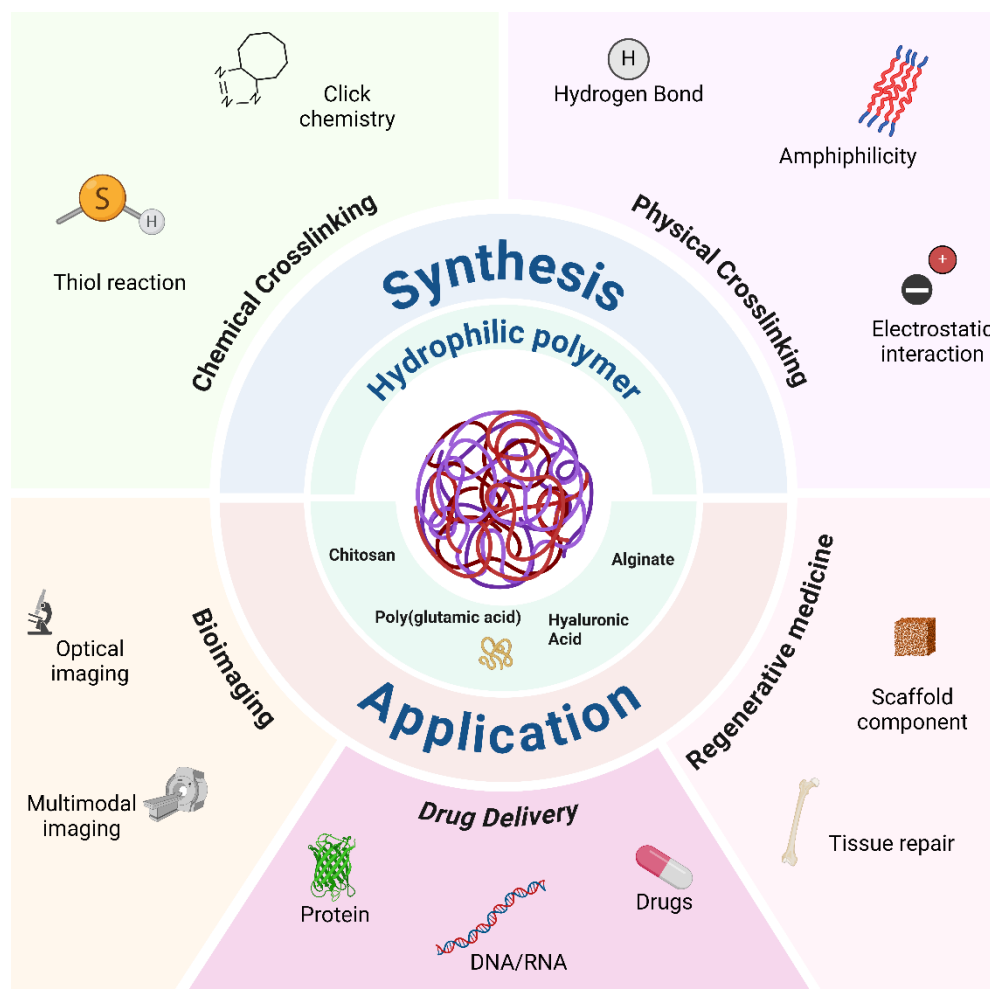 Click
chemistry
N
N
N
S
H
Thiol reaction
Chemical Crosslinking
H
Hydrogen Bond
Amphiphilicity
Physical Crosslinking
+
Electrostatic
interaction
Synthesis
Hydrophilic polymer
Chitosan
Alginate
Poly(glutamic acid)
Hyaluronic
Acid
Application
Bioimaging
Optical
imaging
Multimodal
imaging
Drug Delivery
Protein
DNA/RNA
Drugs
Regenerative medicine
Scaffold
component
Tissue repair